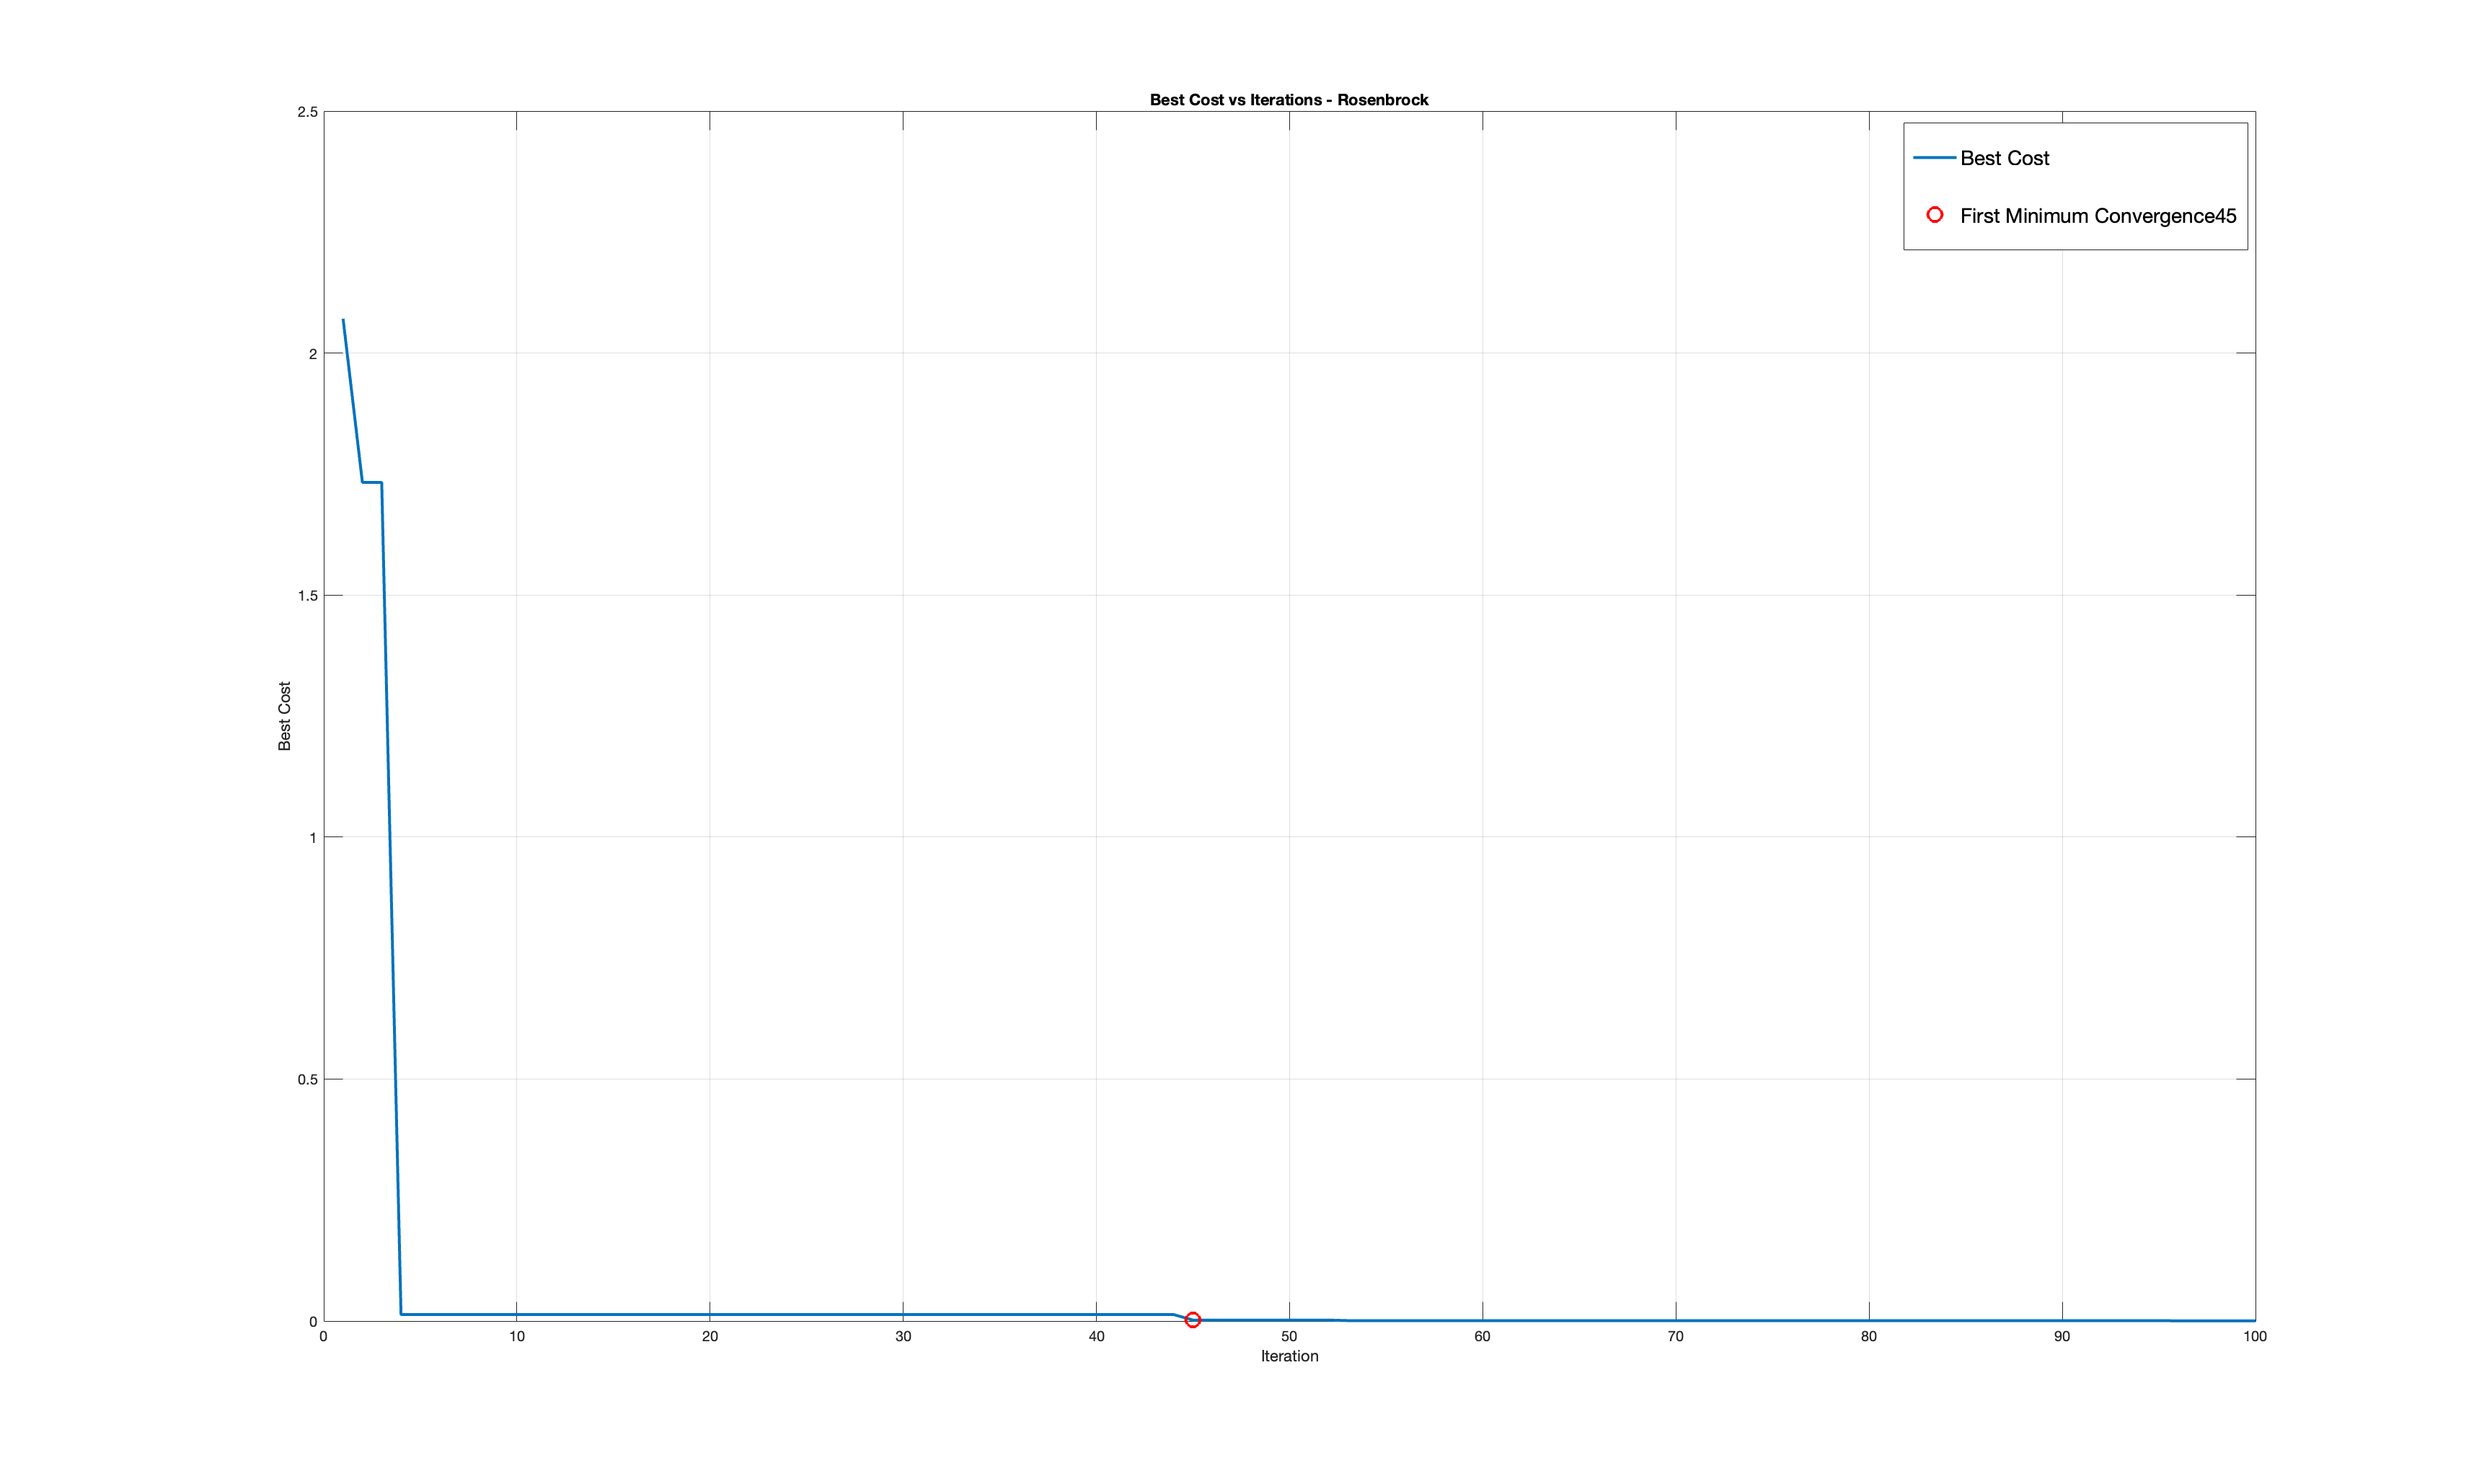 Best Cost vs Iterations - Rosenbrock
2.5
2
1.5
1
0.5
0
Best Cost
Best Cost
First Minimum Convergence45
0 10 20 30 40 50 60 70 80 90 100
Iteration